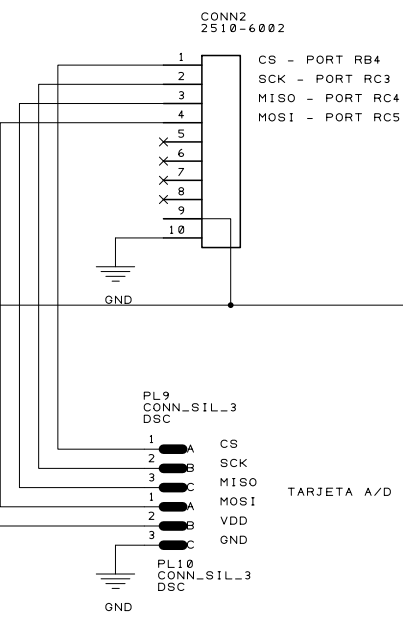 CONN2
2510-6002
1
CS - PORT RB4
2
SCK - PORT RC3
3
MISO - PORT RC4
4
MOSI - PORT RC5
5
6
7
8
9
10
GND
PL9
CONN_SIL_3
DSC
1 A CS
2 B SCK
3 C MISO
TARJETA A/D
1 A MOSI
2 B VDD
3 C GND
PL10
CONN_SIL_3
DSC
GND